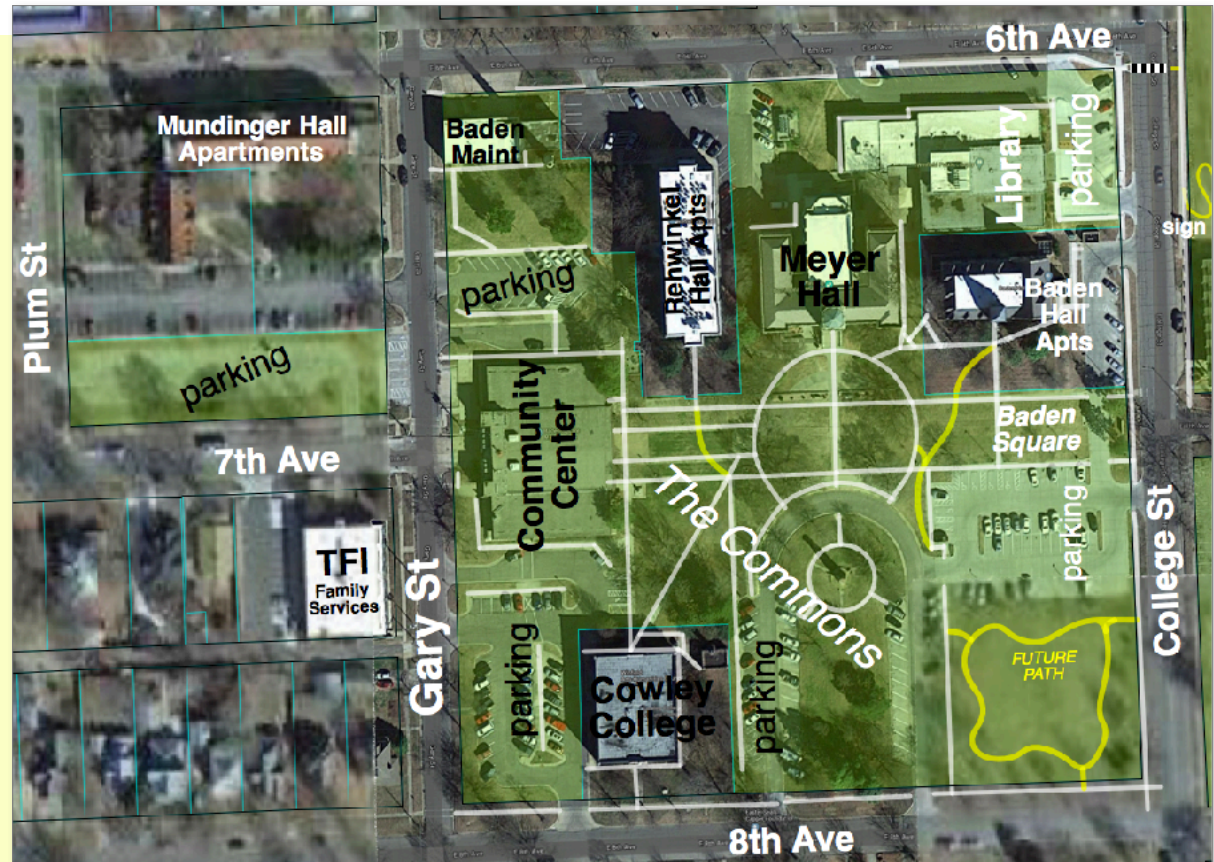 6th Ave
Mundinger Hall
Apartments
Baden
Maint
Rehwinkel
Hall Apts
Library
parking
sign
Meyer
Hall
Baden
Hall
Apts
Plum St
parking
parking
Community
Center
Baden
Square
7th Ave
The Commons
parking
TFI
Family
Services
Gary St
College St
parking
Cowley
College
parking
FUTURE
PATH
8th Ave